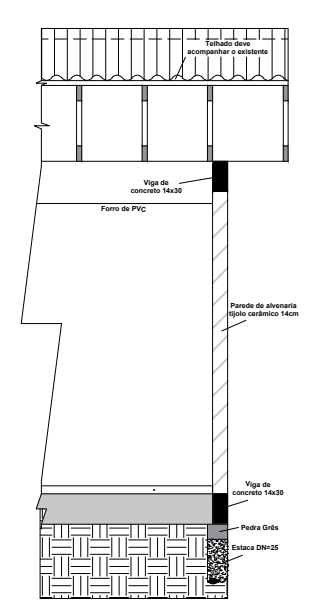 Telhado deve
acompanhar o existente
Viga de
concreto 14x30
Forro de PVC
Parede de alvenaria
tijolo cerâmico 14cm
Viga de
concreto 14x30
Pedra Grês
Estaca DN=25